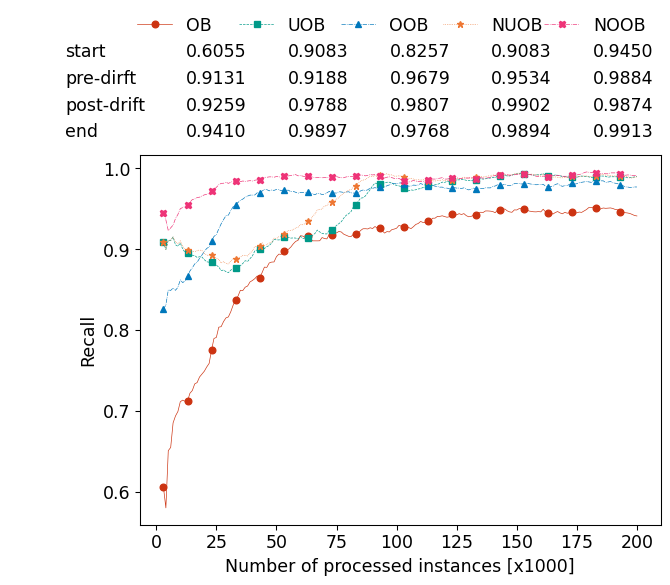 OB UOB OOB NUOB NOOB
start 0.6055 0.9083 0.8257 0.9083 0.9450
pre-dirft 0.9131 0.9188 0.9679 0.9534 0.9884
post-drift 0.9259 0.9788 0.9807 0.9902 0.9874
end 0.9410 0.9897 0.9768 0.9894 0.9913
1.0
0.9
0.8
0.7
0.6
Recall
0 25 50 75 100 125 150 175 200
Number of processed instances [x1000]